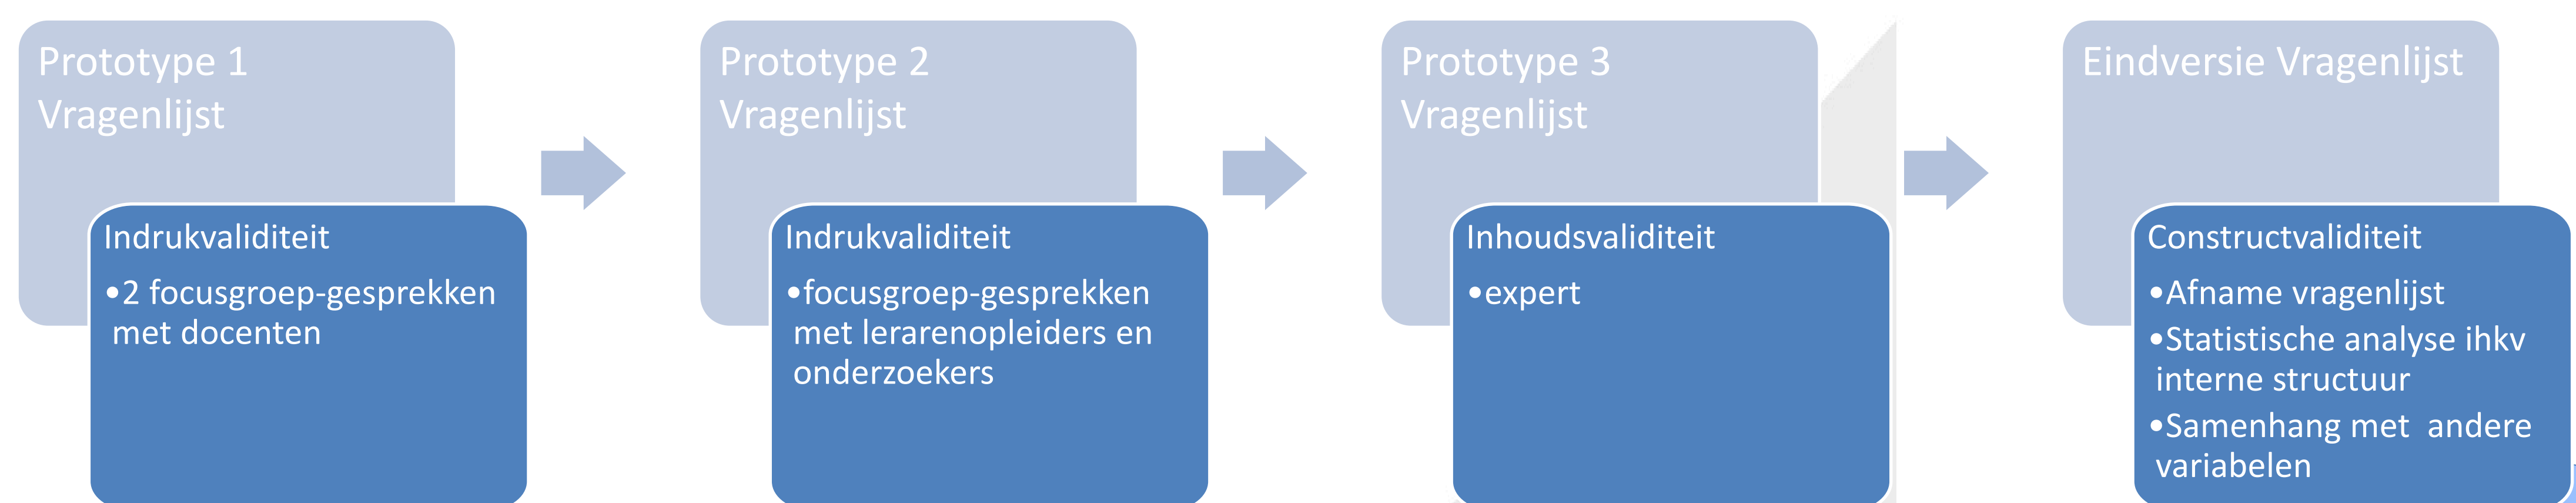 Prototype 1
Vragenlijst
Indrukvaliditeit
•2 focusgroep-gesprekken
met docenten
Prototype 2
Vragenlijst
Indrukvaliditeit
•focusgroep-gesprekken
met lerarenopleiders en
onderzoekers
Prototype 3
Vragenlijst
Inhoudsvaliditeit
•expert
Eindversie Vragenlijst
Constructvaliditeit
•Afname vragenlijst
•Statistische analyse ihkv
interne structuur
•Samenhang met andere
variabelen